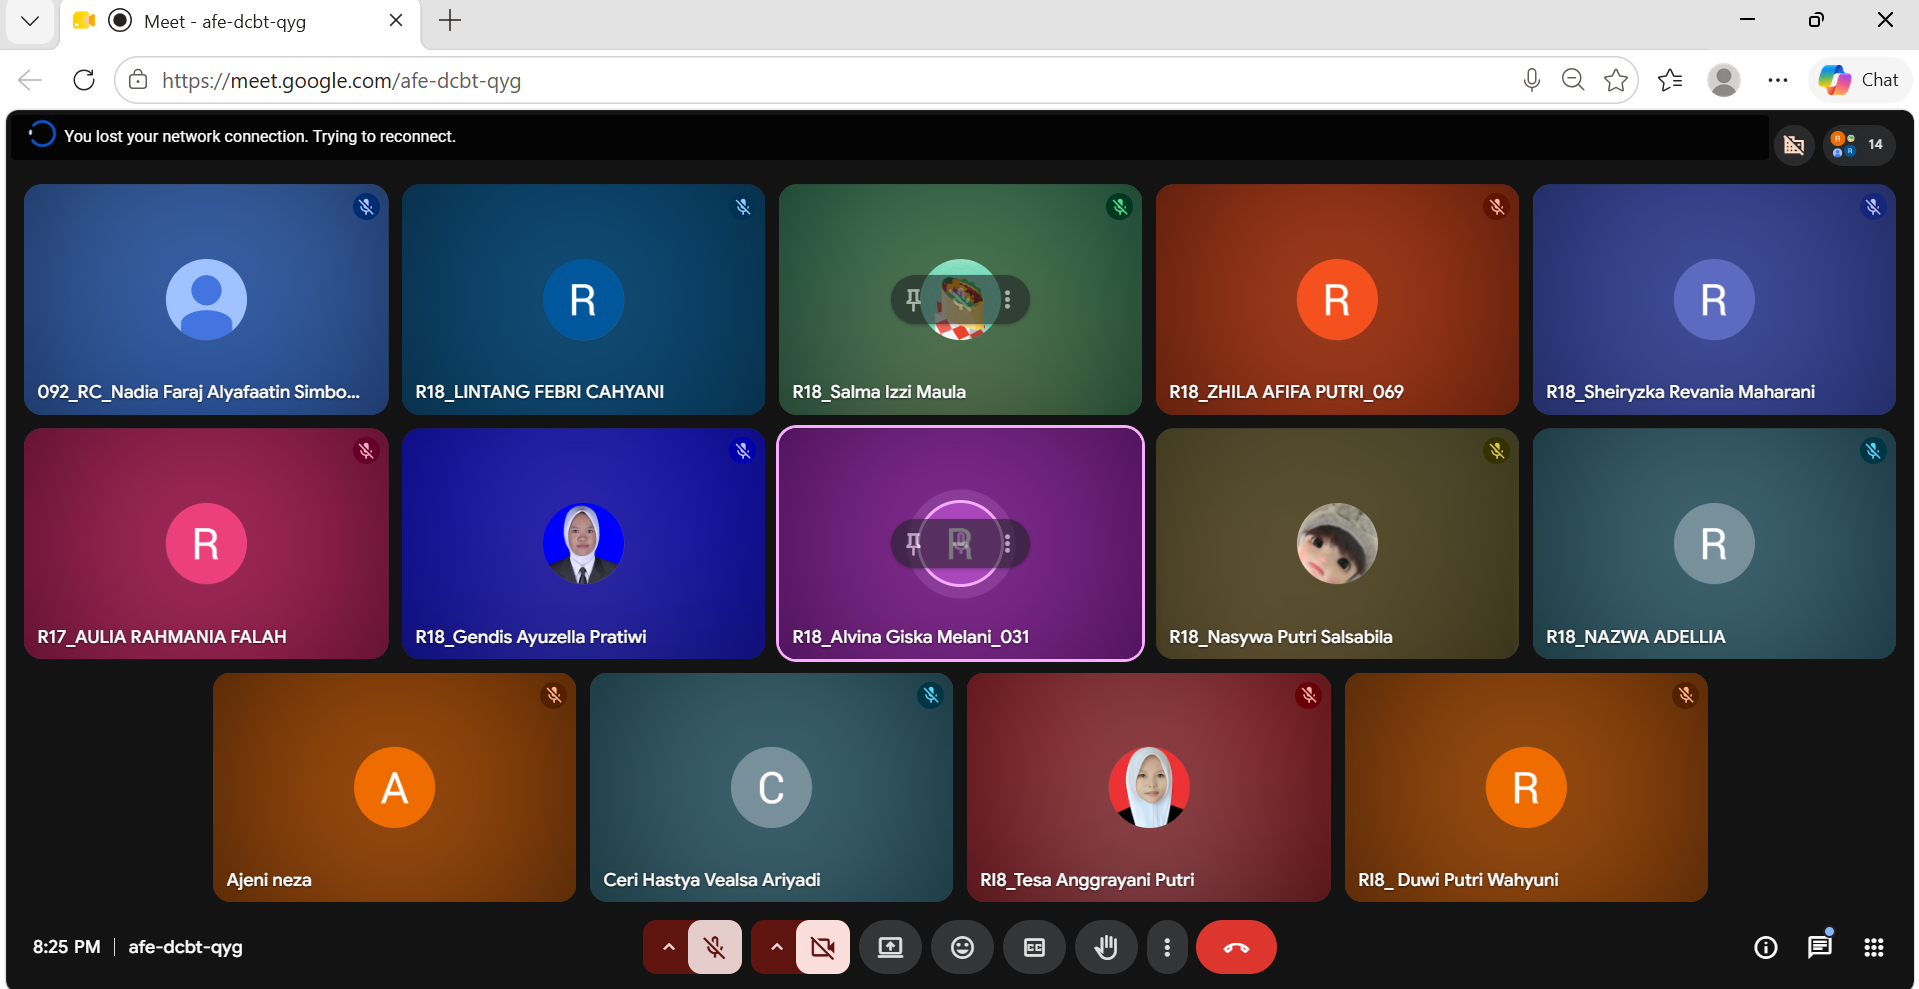 Meet - afe-dcbt-qyg
https://meet.google.com/afe-dcbt-qyg
Chat
You lost your network connection. Trying to reconnect.
14
R
R
R
R
092_RC_Nadia Faraj Alyafaatin Simbo...
R18_LINTANG FEBRI CAHYANI
R18_Salma Izzi Maula
R18_ZHILA AFIFA PUTRI_069
R18_Sheiryzka Revania Maharani
R
R
R
R17_AULIA RAHMANIA FALAH
R18_Gendis Ayuzella Pratiwi
R18_Alvina Giska Melani_031
R18_Nasywa Putri Salsabila
R18_NAZWA ADELLIA
A
C
R
Ajeni neza
Ceri Hastya Vealsa Ariyadi
RI8_Tesa Anggrayani Putri
RI8_ Duwi Putri Wahyuni
8:25 PM | afe-dcbt-qyg